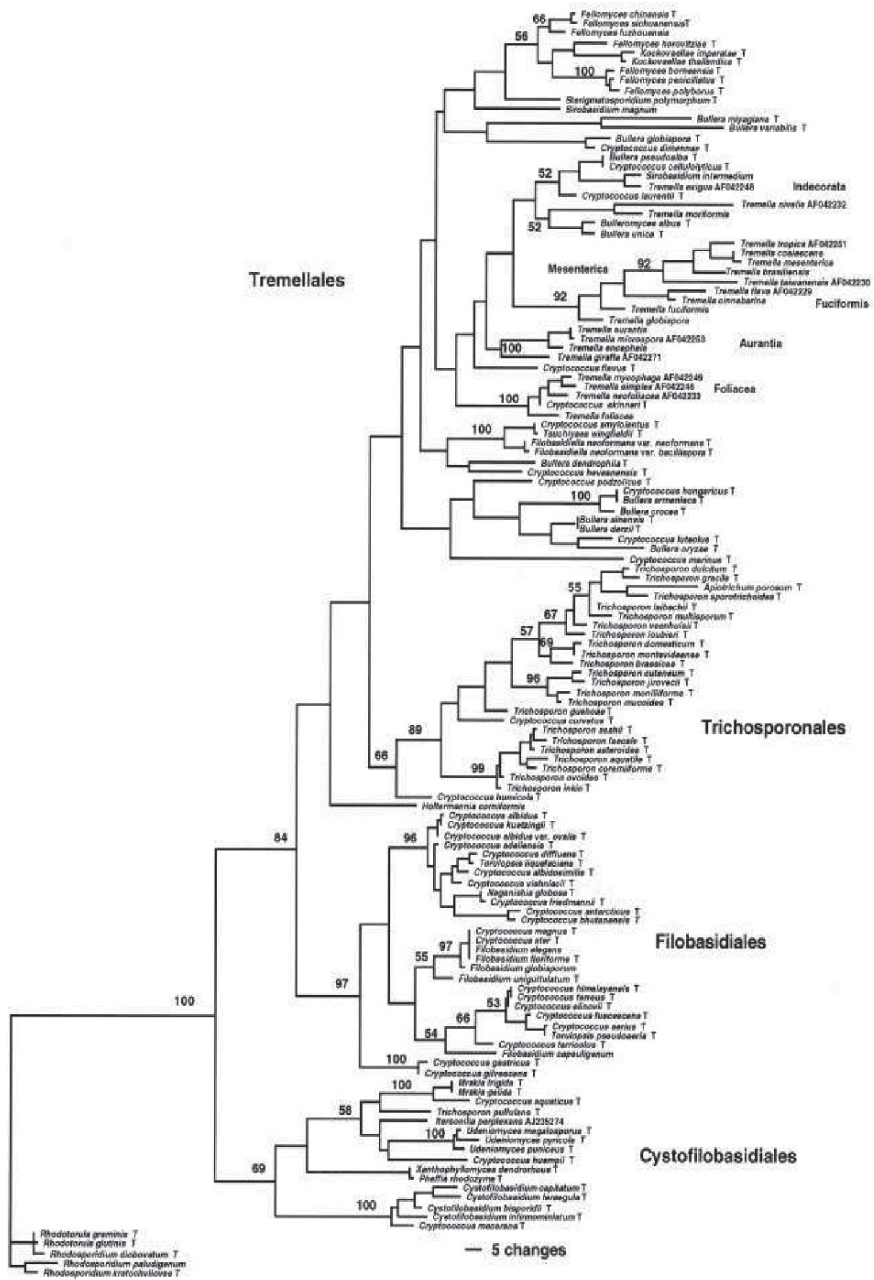 66
Fellomyces chinensis T
Fellomyces sichuanensis T
Fellomyces fuzhouensis
56
Fellomyces horovitziae T
Kockovaellae imperatae T
Kockovaellae thailandica T
100
Fellomyces borneensis T
Fellomyces penicillatus T
Fellomyces polyborus T
Sterigmatosporidium polymorphum T
Sirobasidium magnum
Bullera miyagiana T
Bullera variabilis T
Bullera globispora T
Cryptococcus dimennae T
Bullera pseudoalba T
Cryptococcus cellulolyticus T
52
Sirobasidium intermedium
Tremella exigua AF042248
Indecorata
Cryptococcus laurentii T
Tremella nivalis AF042232
Tremella moriformis
52
Bulleromyces albus T
Bullera unica T
Tremella tropica AF042251
Tremella coalescens
Tremella mesenterica
92
Mesenterica
Tremella brasiliensis
Tremellales
Tremella taiwanensis AF042230
Tremella flava AF042229
92
Tremella cinnabarina
Fuciformis
Tremella fuciformis
Tremella globispora
Tremella aurantia
Tremella microspora AF042253
Aurantia
100
Tremella encephala
Tremella giraffa AF042271
Cryptococcus flavus T
Tremella mycophaga AF042249
Tremella simplex AF042246
Foliacea
Tremella neofoliacea AF042233
100
Cryptococcus skinneri T
Tremella foliacea
Cryptococcus amylolentus T
100
Tsuchiyaea wingfieldii T
Filobasidiella neoformans var. neoformans T
Filobasidiella neoformans var. bacillispora T
Bullera dendrophila T
Cryptococcus heveanensis T
Cryptococcus podzolicus T
100
Cryptococcus hungaricus T
Bullera armeniaca T
Bullera crocea T
Bullera sinensis T
Bullera derxii T
Cryptococcus luteolus T
Bullera oryzae T
Cryptococcus marinus T
Trichosporon dulcitum T
Trichosporon gracile T
55
Apiotrichum porosum T
Trichosporon sporotrichoides T
Trichosporon laibachii T
67
Trichosporon multisporum T
57
Trichosporon veenhuisii T
Trichosporon loubieri T
69
Trichosporon domesticum T
Trichosporon montevideense T
Trichosporon brassicae T
96
Trichosporon cutaneum T
Trichosporon jirovecii T
Trichosporon moniliiforme T
Trichosporon mucoides T
Trichosporon guehoae T
Cryptococcus curvatus T
Trichosporonales
89
Trichosporon asahii T
Trichosporon faecale T
Trichosporon asteroides T
66
Trichosporon aquatile T
99
Trichosporon coremiiforme T
Trichosporon ovoides T
Trichosporon inkin T
Cryptococcus humicola T
Holtermannia corniformis
Cryptococcus albidus T
Cryptococcus kuetzingii T
84
96
Cryptococcus albidus var. ovalis T
Cryptococcus adeliensis T
Cryptococcus diffluens T
Torulopsis liquefaciens T
Cryptococcus albidosimilis T
Cryptococcus vishniacii T
Naganishia globosa T
Cryptococcus friedmannii T
Cryptococcus antarcticus T
Cryptococcus bhutanensis T
Cryptococcus magnus T
Cryptococcus ater T
97
Filobasidium elegans
Filobasidiales
55
Filobasidium floriforme T
Filobasidium globisporum
Filobasidium uniguttulatum T
97
Cryptococcus himalayensis T
Cryptococcus terreus T
53
Cryptococcus elinovii T
Cryptococcus fuscescens T
66
Cryptococcus aerius T
54
Torulopsis pseudoaeria T
Cryptococcus terricolus T
Filobasidium capsuligenum
100
100
Cryptococcus gastricus T
Cryptococcus gilvescens T
Mrakia frigida T
100
Mrakia gelida T
Cryptococcus aquaticus T
58
Trichosporon pullulans T
Itersonilia perplexans AJ235274
100
Udeniomyces megalosporus T
Udeniomyces pyricola T
Udeniomyces puniceus T
Cystofilobasidiales
Cryptococcus huempii T
69
Xanthophyllomyces dendrorhous T
Phaffia rhodozyma T
Cystofilobasidium capitatum T
Cystofilobasidium feraegula T
100
Cystofilobasidium bisporidii T
Cystofilobasidium infirmominiatum T
Cryptococcus macerans T
Rhodotorula graminis T
Rhodotorula glutinis T
5 changes
Rhodosporidium diobovatum T
Rhodosporidium paludigenum
Rhodosporidium kratochvilovae T